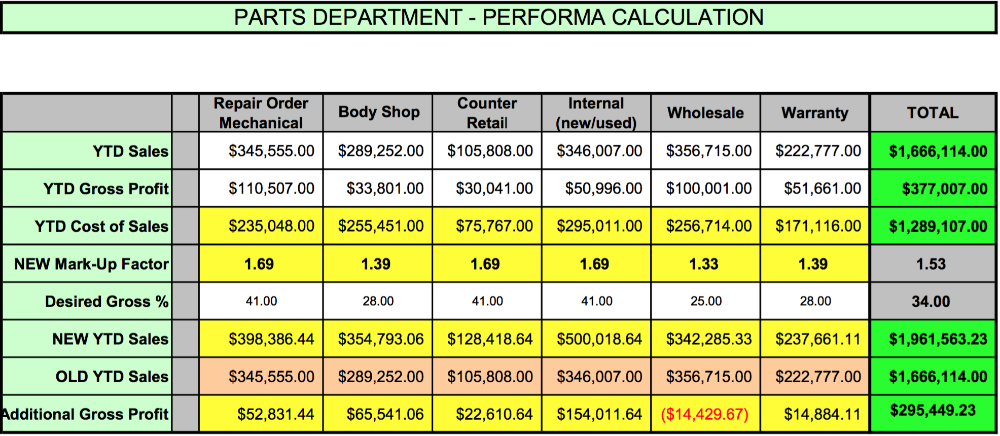 PARTS DEPARTMENT - PERFORMA CALCULATION
Repair Order Mechanical Body Shop Counter Retail Internal (new/used) Wholesale Warranty TOTAL
YTD Sales $345,555.00 $289,252.00 $105,808.00 $346,007.00 $356,715.00 $222,777.00 $1,666,114.00
YTD Gross Profit $110,507.00 $33,801.00 $30,041.00 $50,996.00 $100,001.00 $51,661.00 $377,007.00
YTD Cost of Sales $235,048.00 $255,451.00 $75,767.00 $295,011.00 $256,714.00 $171,116.00 $1,289,107.00
NEW Mark-Up Factor 1.69 1.39 1.69 1.69 1.33 1.39 1.53
Desired Gross % 41.00 28.00 41.00 41.00 25.00 28.00 34.00
NEW YTD Sales $398,386.44 $354,793.06 $128,418.64 $500,018.64 $342,285.33 $237,661.11 $1,961,563.23
OLD YTD Sales $345,555.00 $289,252.00 $105,808.00 $346,007.00 $356,715.00 $222,777.00 $1,666,114.00
Additional Gross Profit $52,831.44 $65,541.06 $22,610.64 $154,011.64 ($14,429.67) $14,884.11 $295,449.23